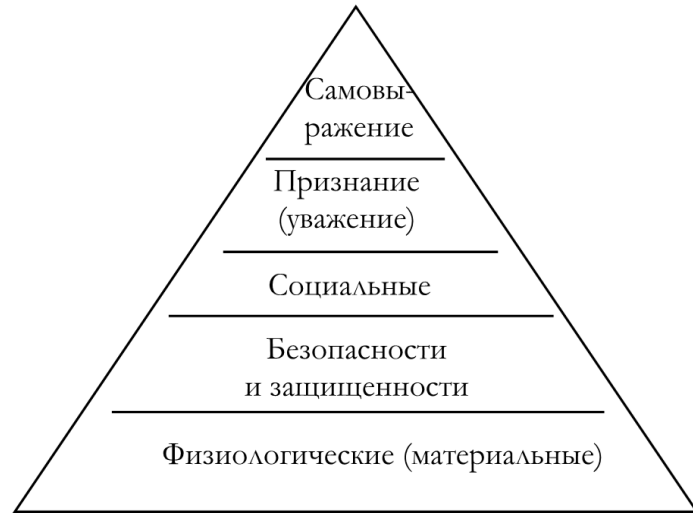 Самовы-
ражение
Признание
(уважение)
Социальные
Безопасности
и защищенности
Физиологические (материальные)